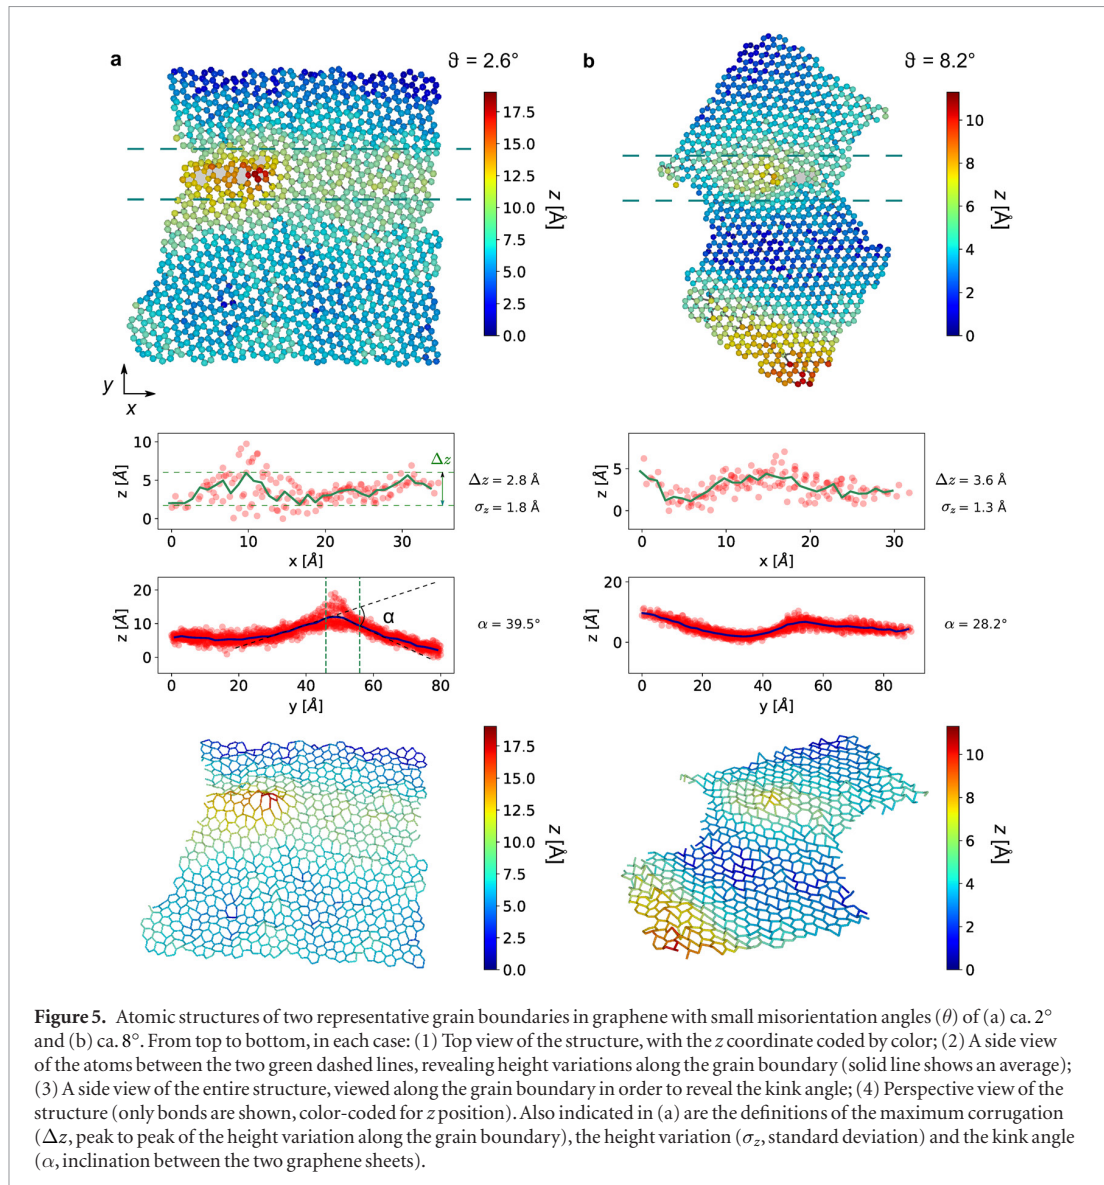 a
ϑ = 2.6°
17.5
15.0
12.5
10.0
7.5
5.0
2.5
0.0
z [Å]
y
x
b
ϑ = 8.2°
10
8
6
4
2
0
z [Å]
10
5
0
z [Å]
Δz
0 10 20 30
x [Å]
Δz = 2.8 Å
σz = 1.8 Å
5
0
z [Å]
0 10 20 30
x [Å]
Δz = 3.6 Å
σz = 1.3 Å
20
10
0
z [Å]
α
0 20 40 60 80
y [Å]
α = 39.5°
20
0
z [Å]
0 20 40 60 80
y [Å]
α = 28.2°
17.5
15.0
12.5
10.0
7.5
5.0
2.5
0.0
z [Å]
10
8
6
4
2
0
z [Å]
Figure 5. Atomic structures of two representative grain boundaries in graphene with small misorientation angles (θ) of (a) ca. 2°
and (b) ca. 8°. From top to bottom, in each case: (1) Top view of the structure, with the z coordinate coded by color; (2) A side view
of the atoms between the two green dashed lines, revealing height variations along the grain boundary (solid line shows an average);
(3) A side view of the entire structure, viewed along the grain boundary in order to reveal the kink angle; (4) Perspective view of the
structure (only bonds are shown, color-coded for z position). Also indicated in (a) are the definitions of the maximum corrugation
(Δz, peak to peak of the height variation along the grain boundary), the height variation (σz, standard deviation) and the kink angle
(α, inclination between the two graphene sheets).